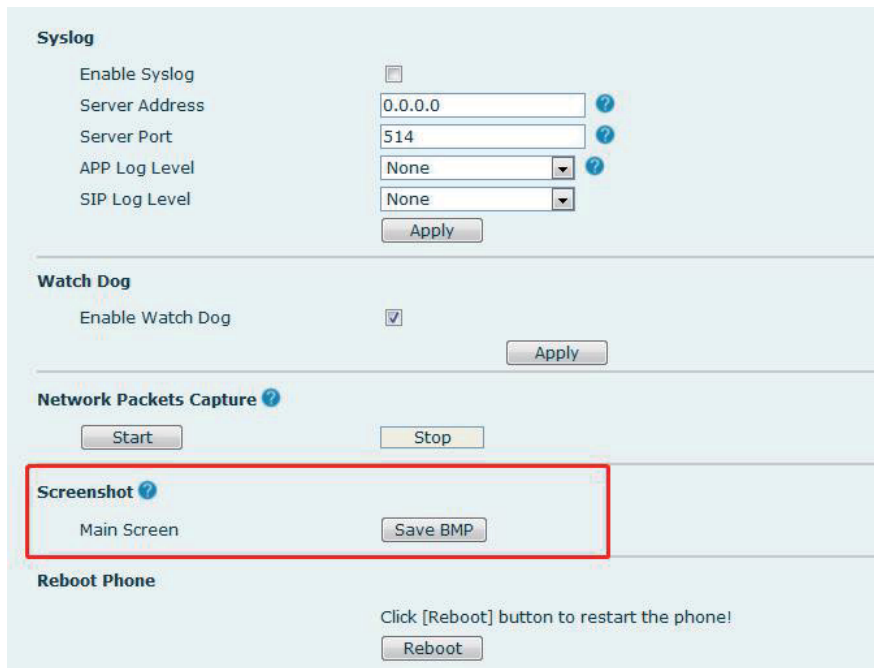 Syslog
Enable Syslog
Server Address 0.0.0.0 ?
Server Port 514 ?
APP Log Level None ?
SIP Log Level None
Apply
Watch Dog
Enable Watch Dog
Apply
Network Packets Capture ?
Start Stop
Screenshot ?
Main Screen Save BMP
Reboot Phone
Click [Reboot] button to restart the phone!
Reboot